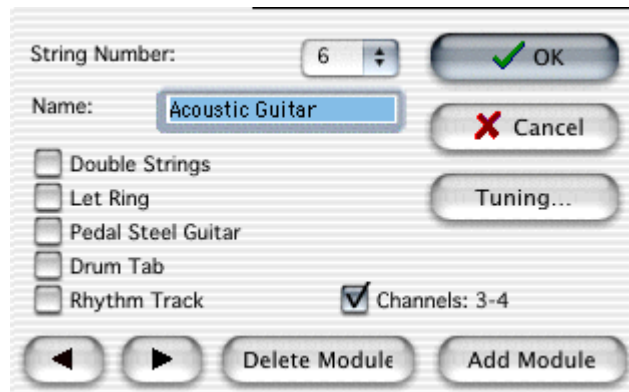 String Number: 6 OK
Name: Acoustic Guitar
Cancel
Double Strings
Let Ring Tuning...
Pedal Steel Guitar
Drum Tab
Rhythm Track Channels: 3-4
Delete Module Add Module